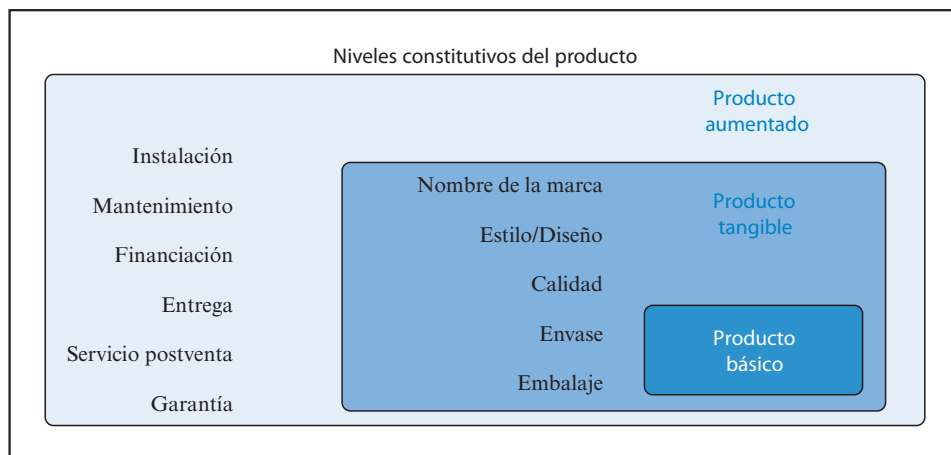 Niveles constitutivos del producto
Producto
aumentado
Instalación
Mantenimiento
Financiación
Entrega
Servicio postventa
Garantía
Nombre de la marca
Estilo/Diseño
Calidad
Envase
Embalaje
Producto
tangible
Producto
básico